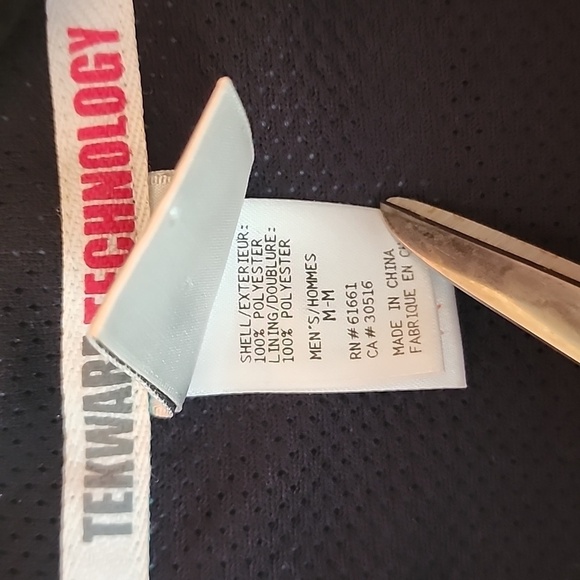 TEKWARE TECHNOLOGY
SHELL/EXTERIEUR:
100% POLYESTER
LINING/DOUBLURE:
100% POLYESTER
MEN'S/HOMMES
M-M
RN#61661
CA#30516
MADE IN CHINA
FABRIQUE EN